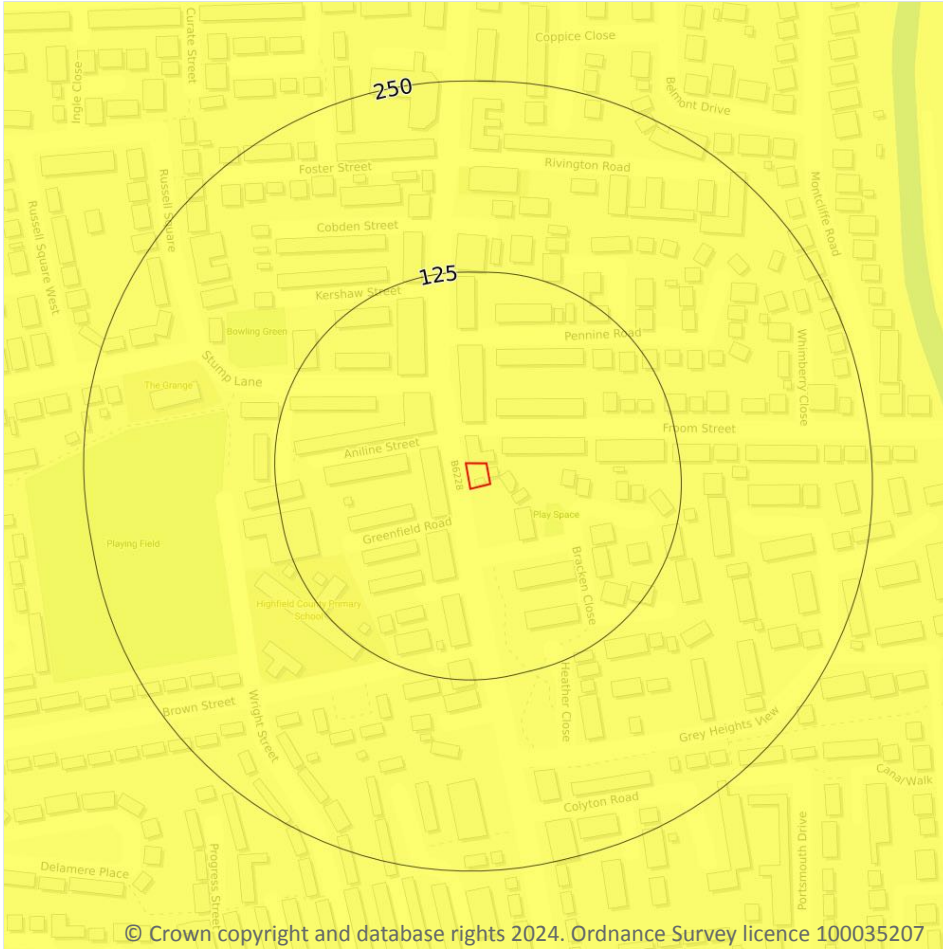 Coppice Close
Curate Street
Ingle Close
250
Belmont Drive
Foster Street
Rivington Road
Russell Square
Montcliffe Road
Russell Square West
Cobden Street
125
Kershaw Street
Bowling Green
Pennine Road
Whimberry Close
Stump Lane
The Grange
Froom Street
Aniline Street
B6228
Play Space
Greenfield Road
Playing Field
Bracken Close
Highfield County Primary
School
Heather Close
Brown Street
Wright Street
Grey Heights View
Canal Walk
Colyton Road
Portsmouth Drive
Progress Street
Delamere Place
© Crown copyright and database rights 2024. Ordnance Survey licence 100035207